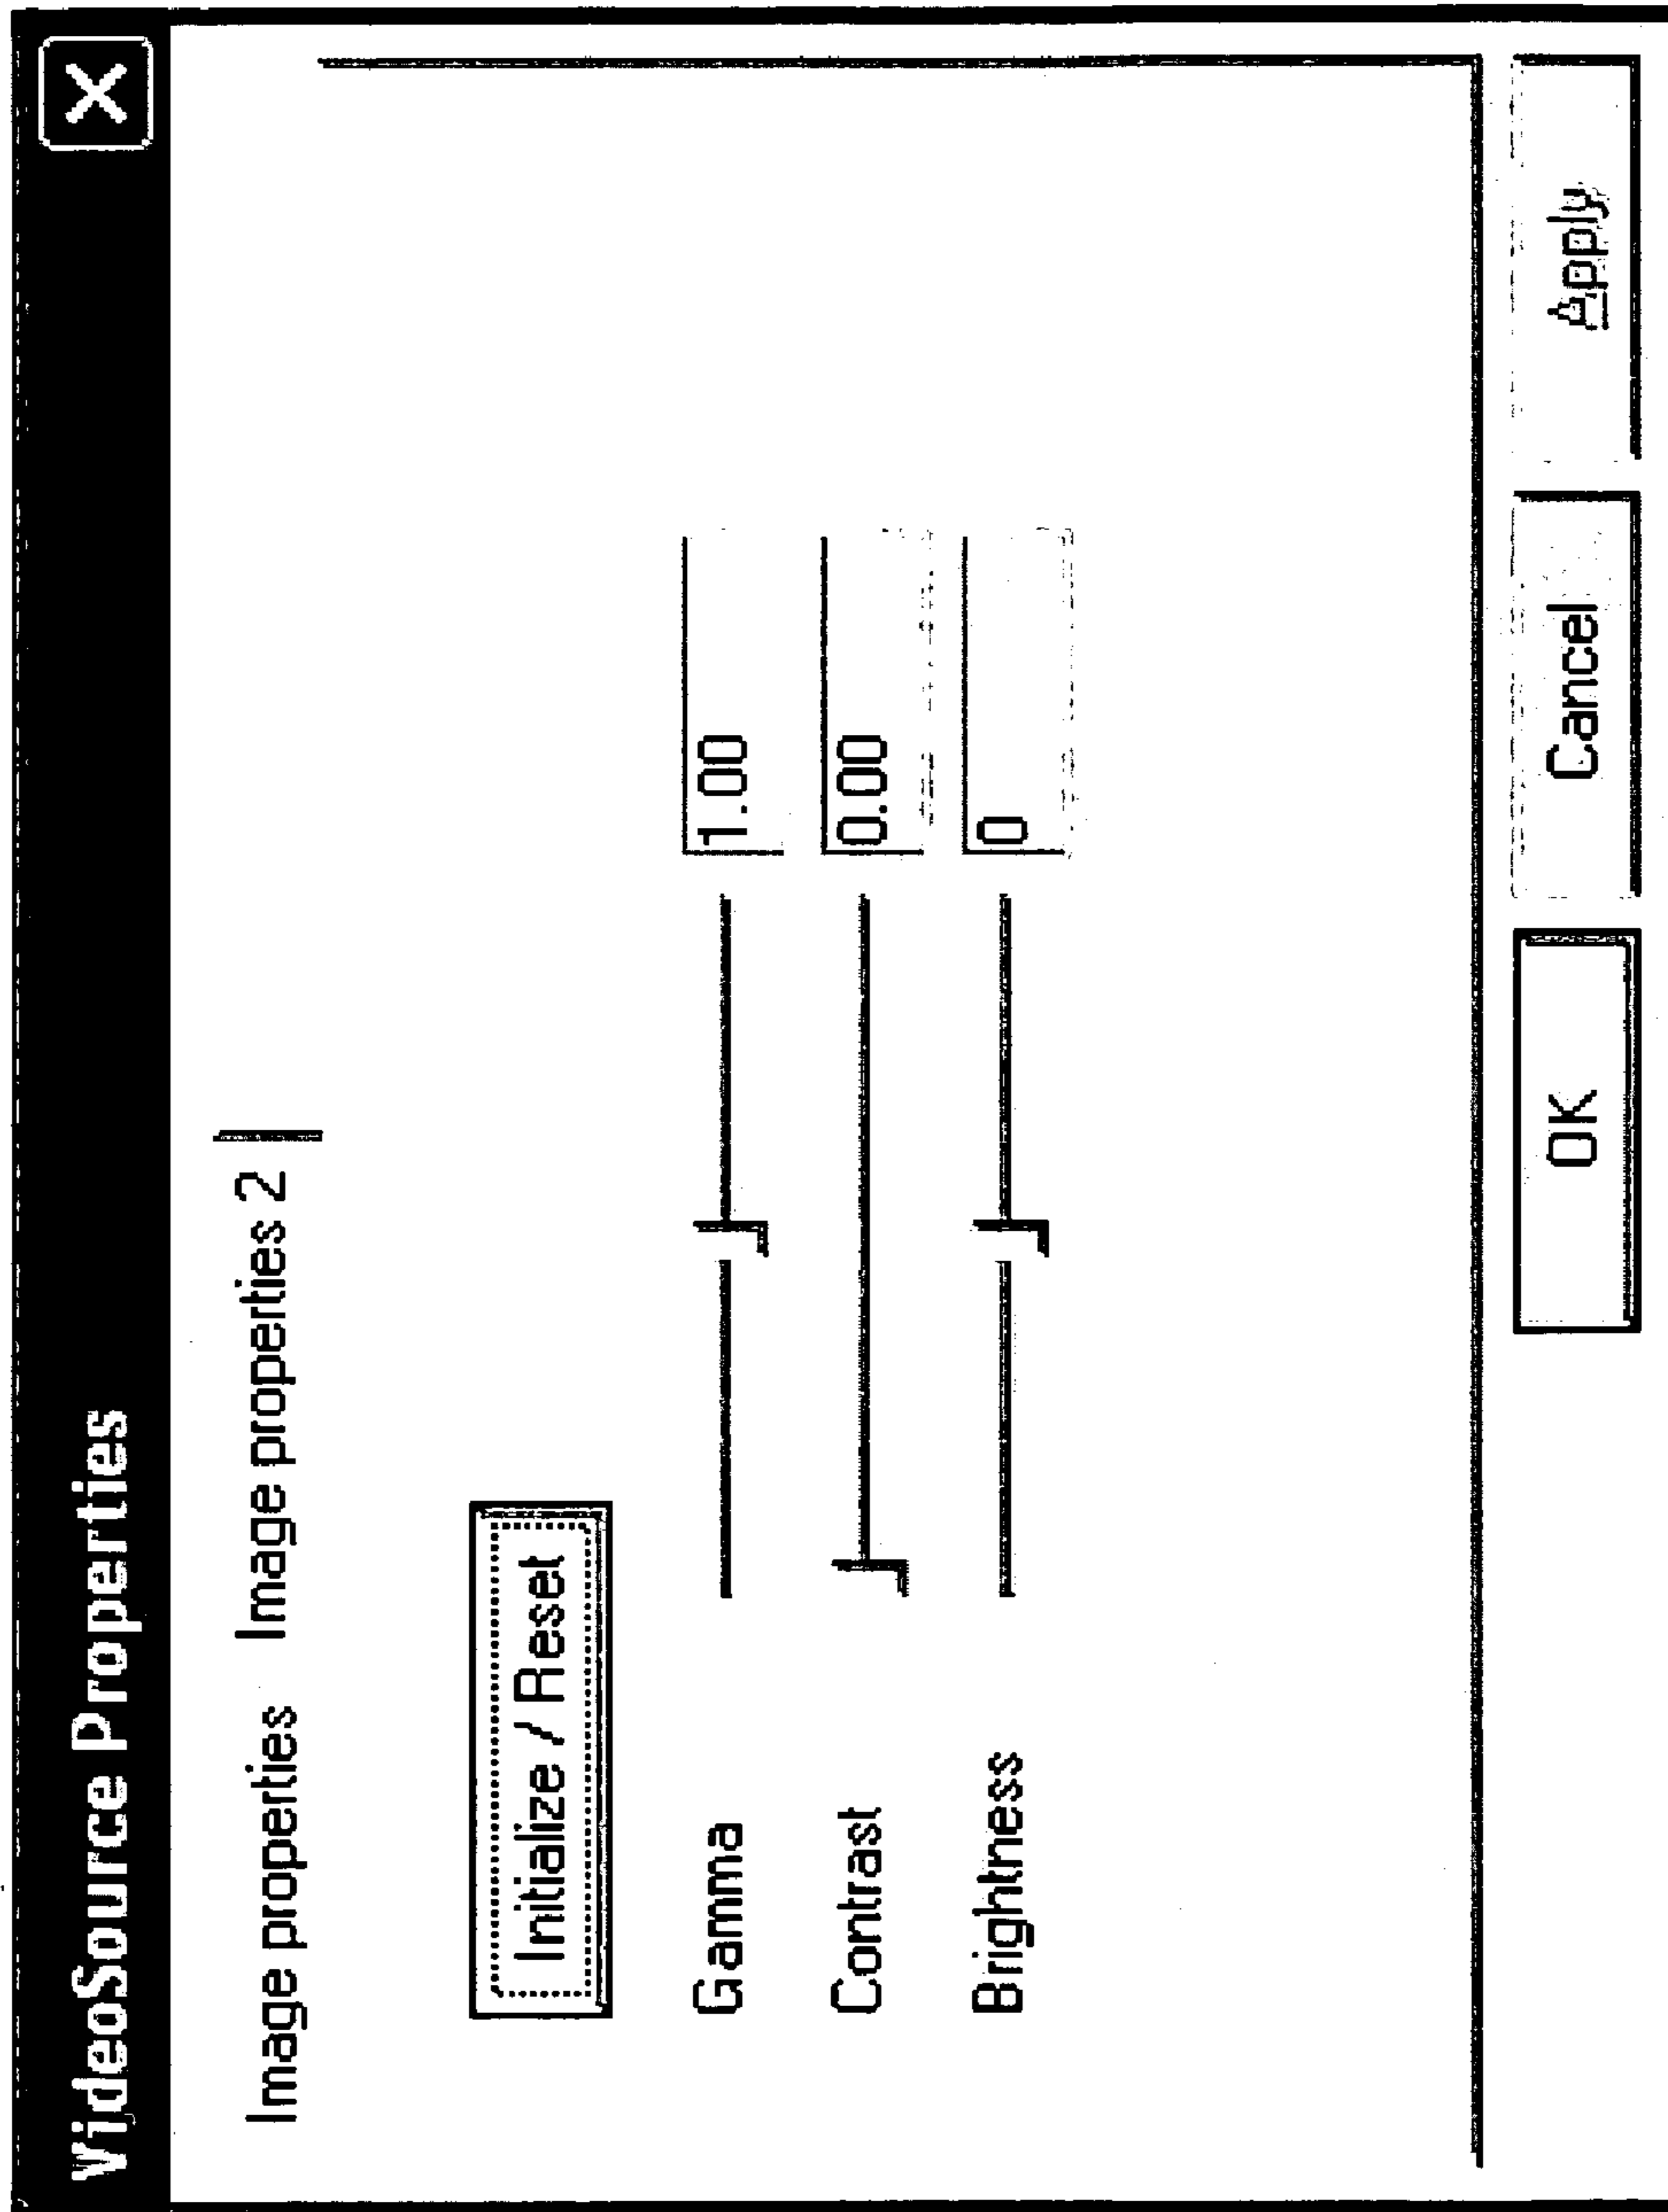 VideoSource Properties
Image properties Image properties 2
Initialize / Reset
Gamma 1.00
Contrast 0.00
Brightness 0
OK Cancel Apply